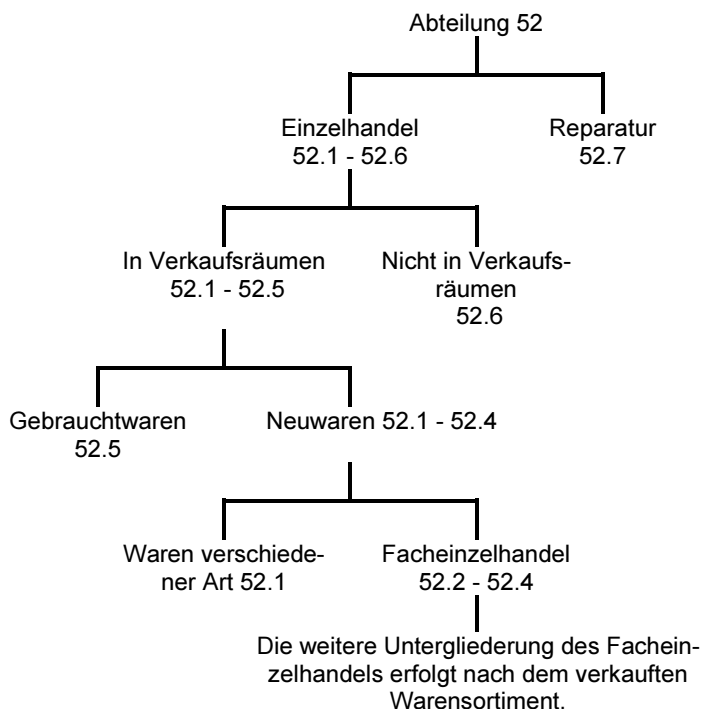 Abteilung 52
Einzelhandel
52.1 - 52.6
Reparatur
52.7
In Verkaufsräumen
52.1 - 52.5
Nicht in Verkaufs-
räumen
52.6
Gebrauchtwaren
52.5
Neuwaren 52.1 - 52.4
Waren verschiede-
ner Art 52.1
Facheinzelhandel
52.2 - 52.4
Die weitere Untergliederung des Fachein-
zelhandels erfolgt nach dem verkauften
Warensortiment.